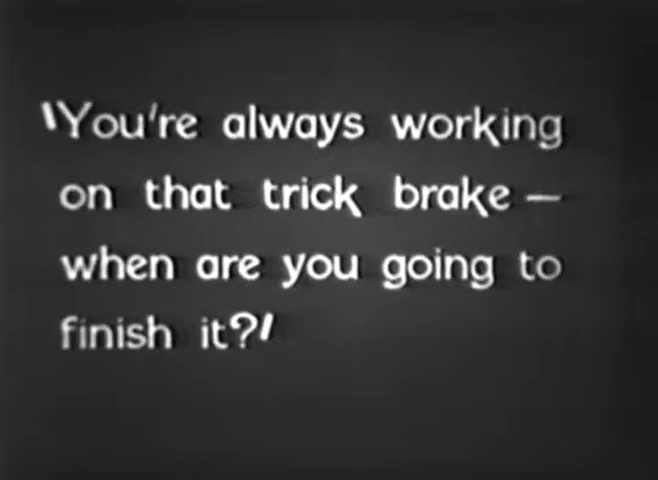 "You're always working
on that trick brake —
when are you going to
finish it?"